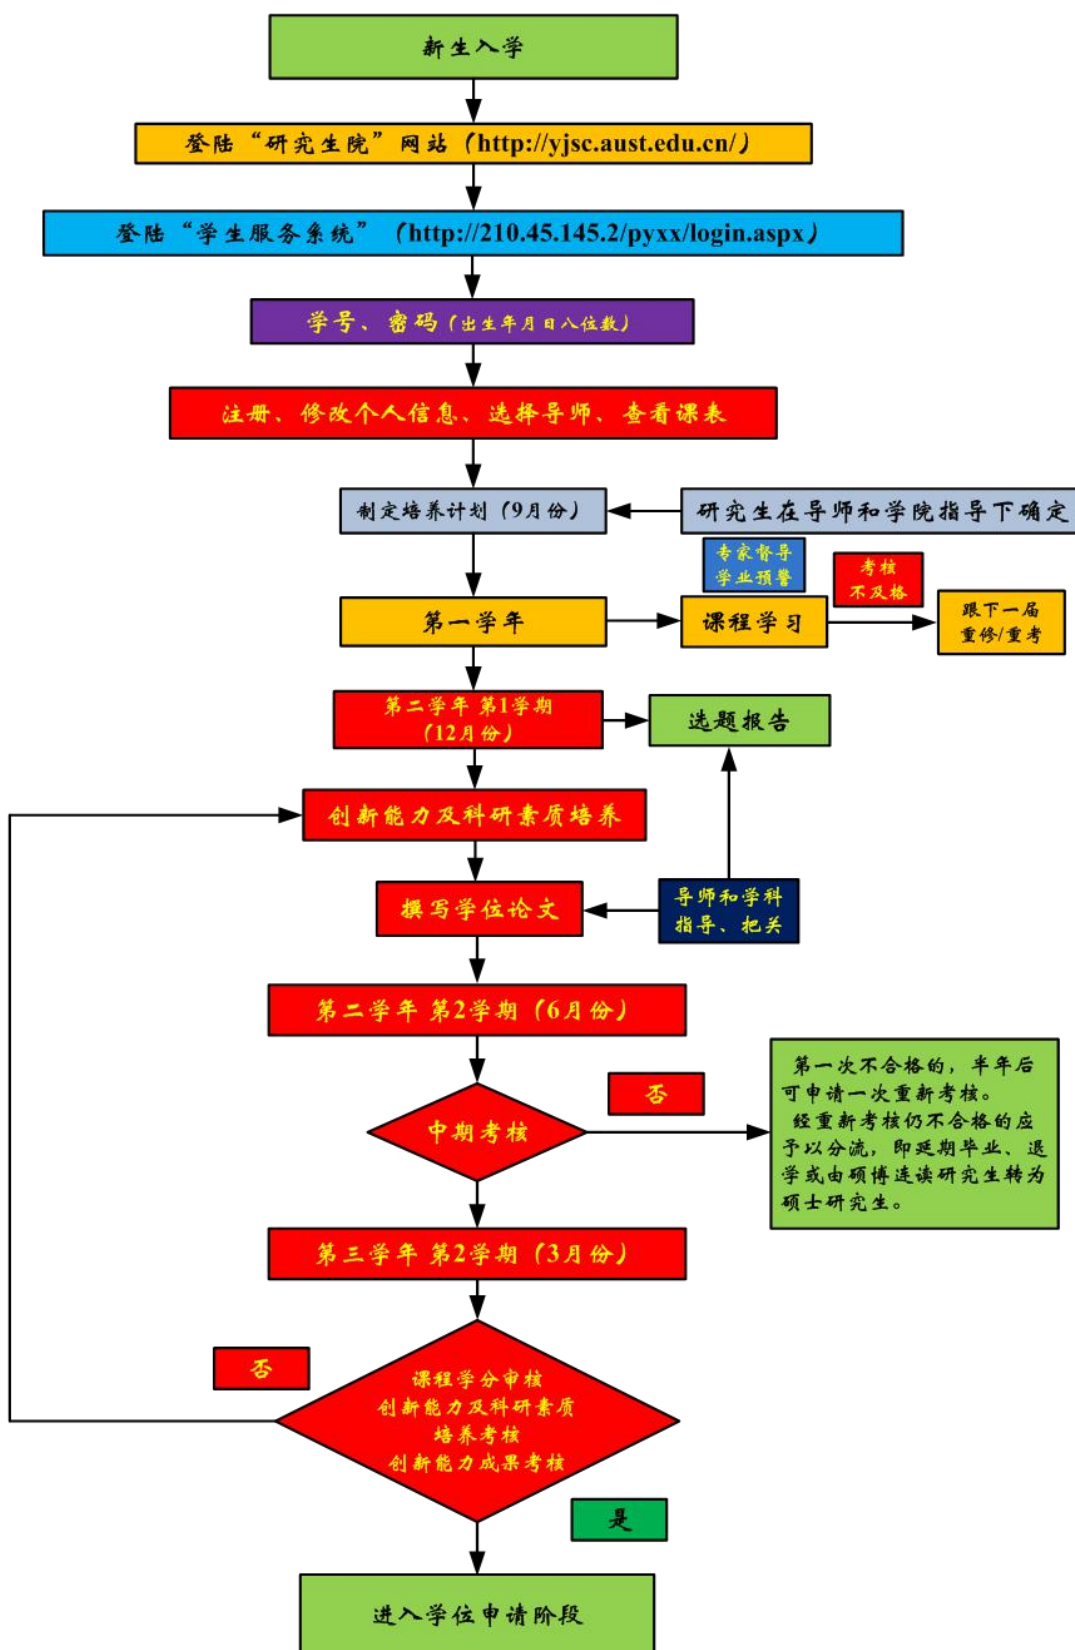 新生入学
登陆“研究生院”网站（http://yjsc.aust.edu.cn/）
登陆“学生服务系统”（http://210.45.145.2/pyxx/login.aspx）
学号、密码（出生年月日八位数）
注册、修改个人信息、选择导师、查看课表
制定培养计划（9月份）
研究生在导师和学院指导下确定
专家督导
学业预警
考核
不及格
第一学年
课程学习
跟下一届
重修/重考
第二学年 第1学期
（12月份）
选题报告
创新能力及科研素质培养
撰写学位论文
导师和学科
指导、把关
第二学年 第2学期（6月份）
中期考核
否
第一次不合格的，半年后
可申请一次重新考核。
经重新考核仍不合格的应
予以分流，即延期毕业、退
学或由硕博连读研究生转为
硕士研究生。
第三学年 第2学期（3月份）
否
课程学分审核
创新能力及科研素质
培养考核
创新能力成果考核
是
进入学位申请阶段